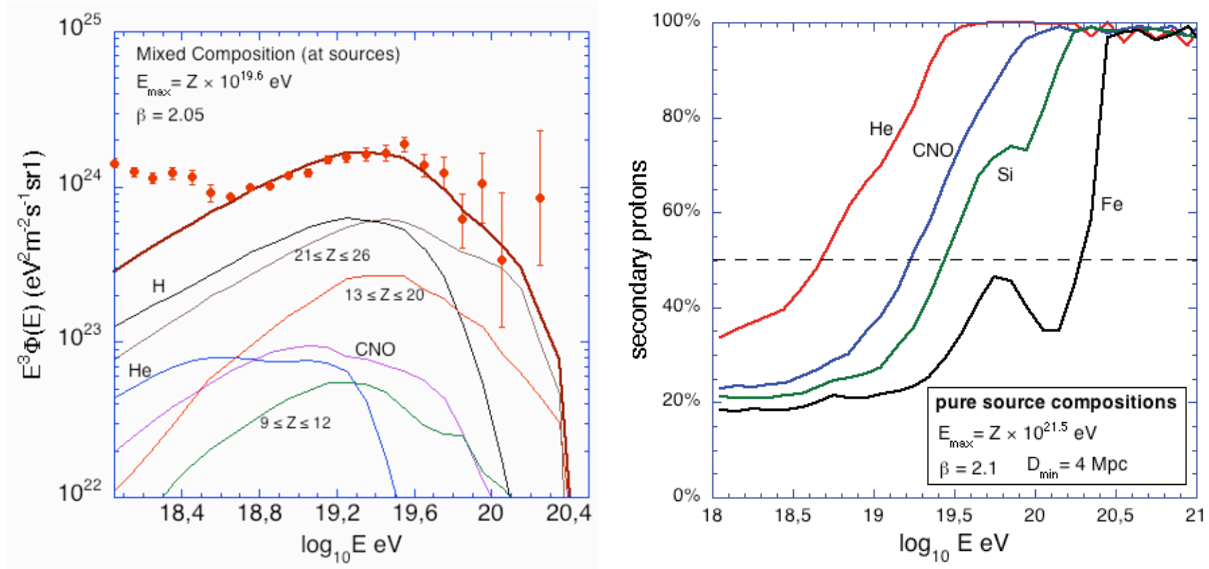 10^25
10^24
10^23
10^22
E^3Φ(E) (eV^2m^-2s^-1sr1)
Mixed Composition (at sources)
E_max= Z × 10^19.6 eV
β = 2.05
H
21≤ Z ≤ 26
13 ≤ Z ≤ 20
He
CNO
9 ≤ Z ≤ 12
18,4 18,8 19,2 19,6 20 20,4
log_10E eV
100%
80%
60%
40%
20%
0%
secondary protons
He
CNO
Si
Fe
pure source compositions
E_max= Z × 10^21.5 eV
β = 2.1 D_min= 4 Mpc
18 18,5 19 19,5 20 20,5 21
log_10 E eV